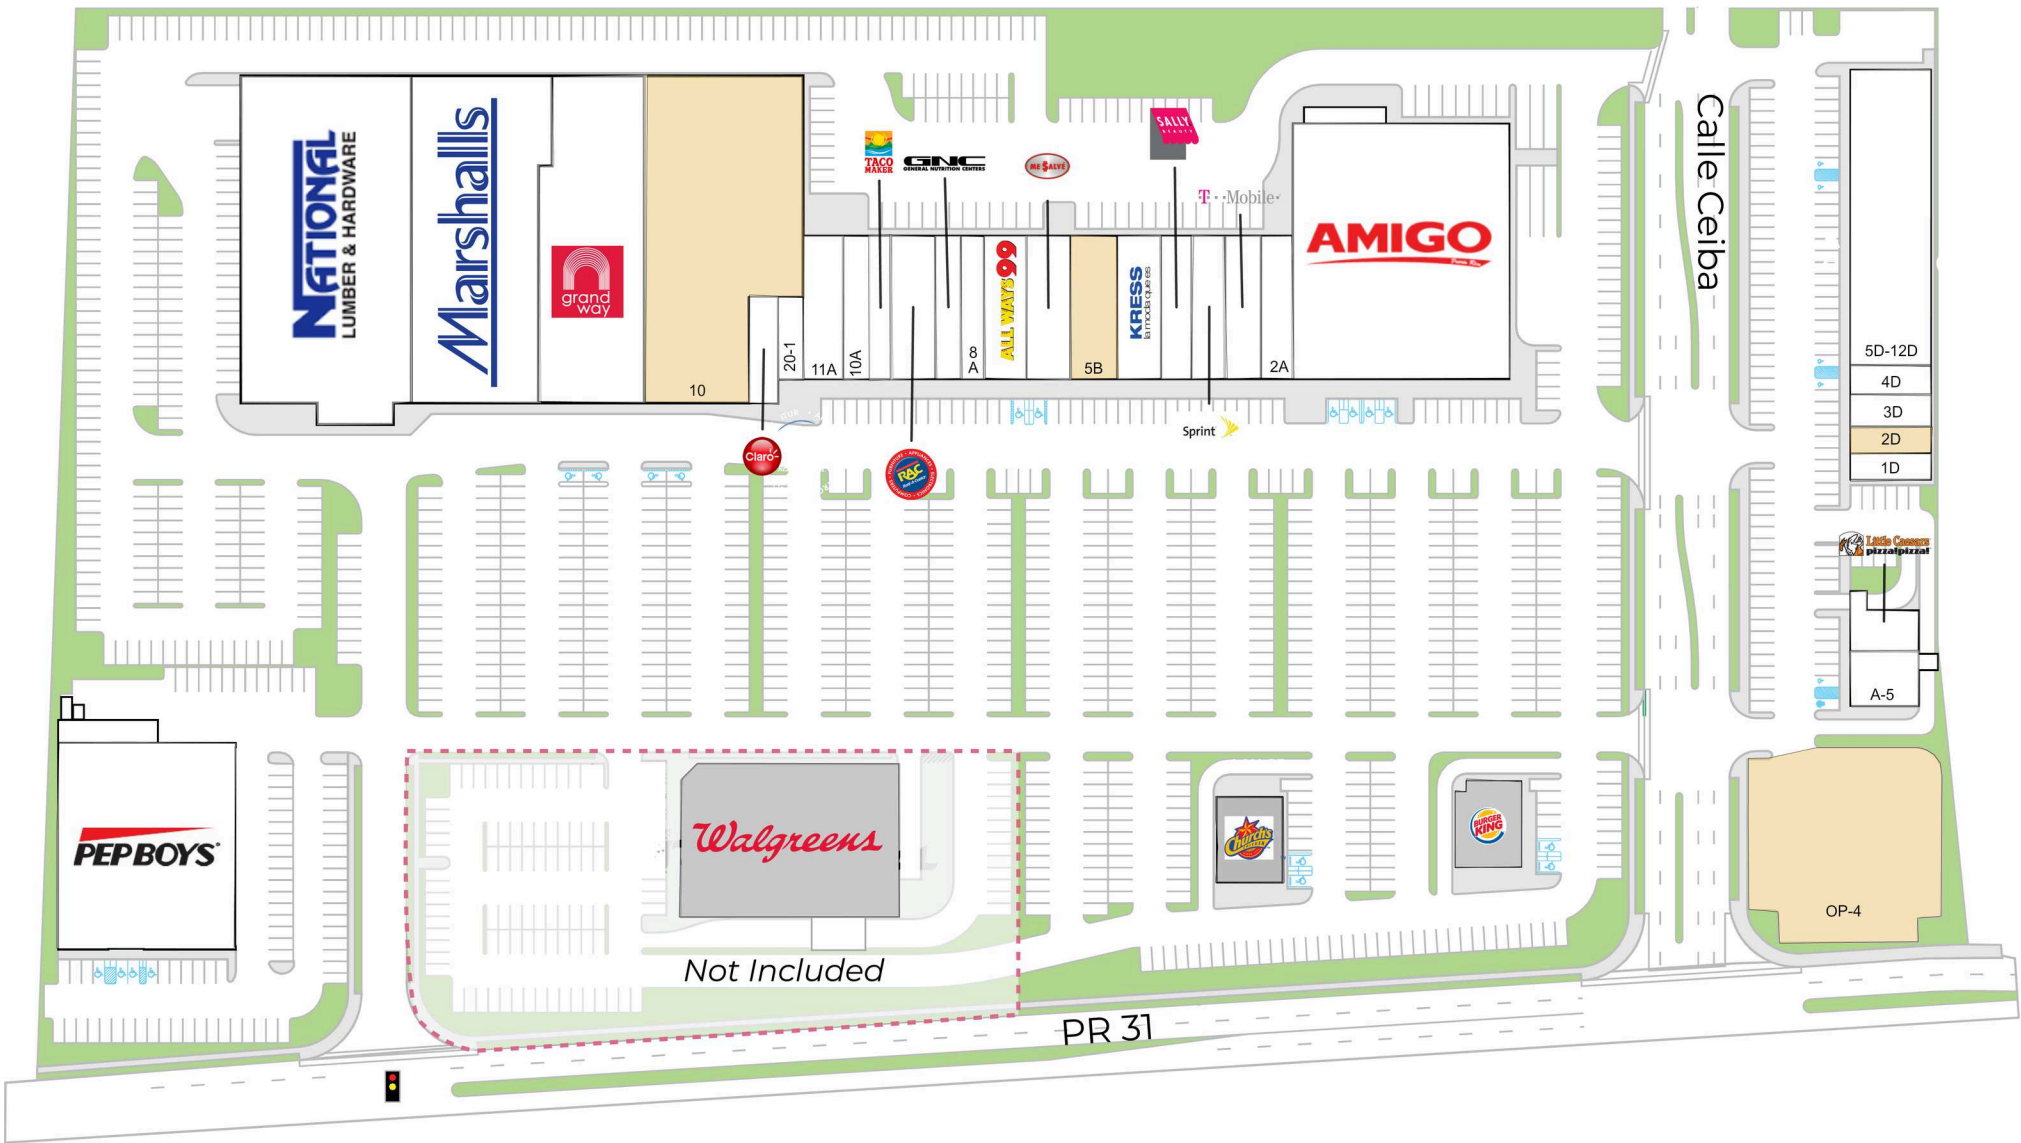 NATIONAL
LUMBER & HARDWARE
Marshalls
grand
way
10
20-1
Claro
11A
10A
TACO
MAKER
GNC
GENERAL NUTRITION CENTERS
RAC
8
A
ALL WAYS 99
ME SALVÉ
5B
KRESS
la moda que es
SALLY
BEAUTY
T··Mobile·
Sprint
2A
AMIGO
Calle Ceiba
5D-12D
4D
3D
2D
1D
Little Caesars
pizza!pizza!
A-5
OP-4
PEP BOYS
Walgreens
Not Included
Church's
BURGER
KING
PR 31